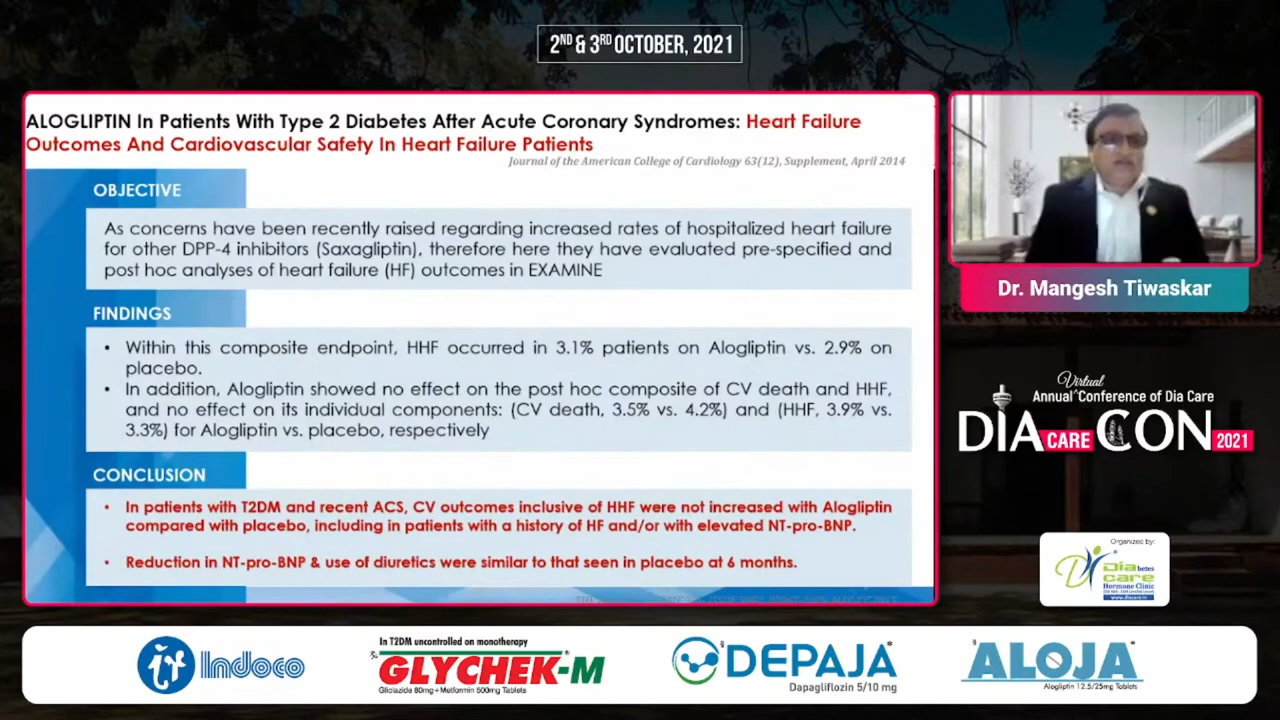 2ND & 3RD OCTOBER, 2021
ALOGLIPTIN In Patients With Type 2 Diabetes After Acute Coronary Syndromes: Heart Failure
Outcomes And Cardiovascular Safety In Heart Failure Patients
Journal of the American College of Cardiology 63(12), Supplement, April 2014
OBJECTIVE
As concerns have been recently raised regarding increased rates of hospitalized heart failure
for other DPP-4 inhibitors (Saxagliptin), therefore here they have evaluated pre-specified and
post hoc analyses of heart failure (HF) outcomes in EXAMINE
FINDINGS
• Within this composite endpoint, HHF occurred in 3.1% patients on Alogliptin vs. 2.9% on
placebo.
• In addition, Alogliptin showed no effect on the post hoc composite of CV death and HHF,
and no effect on its individual components: (CV death, 3.5% vs. 4.2%) and (HHF, 3.9% vs.
3.3%) for Alogliptin vs. placebo, respectively
CONCLUSION
• In patients with T2DM and recent ACS, CV outcomes inclusive of HHF were not increased with Alogliptin
compared with placebo, including in patients with a history of HF and/or with elevated NT-pro-BNP.
• Reduction in NT-pro-BNP & use of diuretics were similar to that seen in placebo at 6 months.
Dr. Mangesh Tiwaskar
Virtual
Annual ^ Conference of Dia Care
DIA CARE CON 2021
Organized by:
Diabetes
care
Hormone Clinic
www.diacare.in
Indoco
In T2DM uncontrolled on monotherapy
GLYCHEK-M
Gliclazide 80mg + Metformin 500mg Tablets
DEPAJA
Dapagliflozin 5/10 mg
ALOJA
Alogliptin 12.5/25mg Tablets